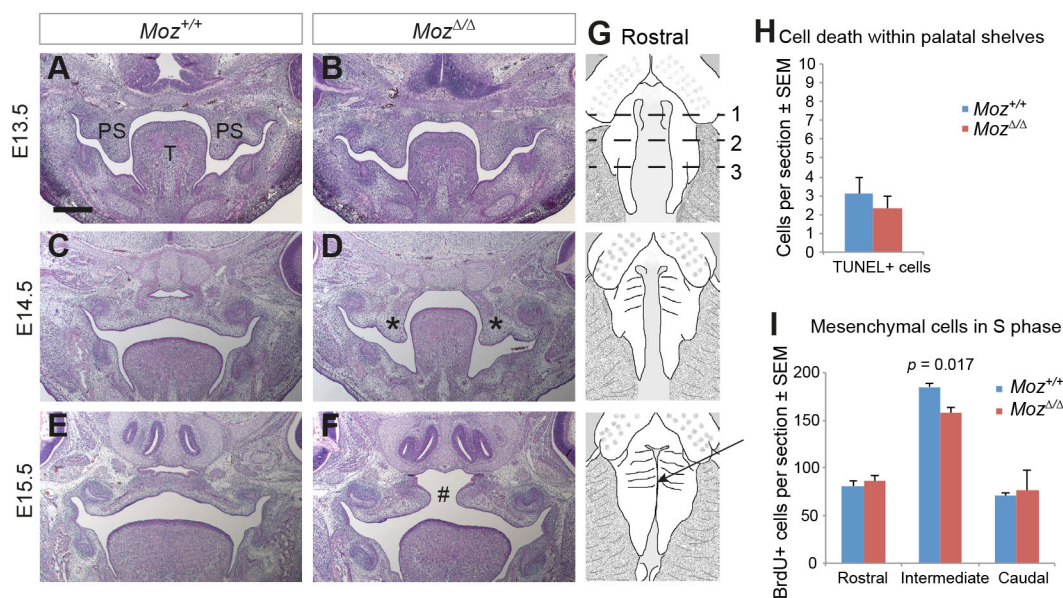 Moz+/+
MozΔ/Δ
E13.5
E14.5
E15.5
A
PS
PS
T
B
C
D
*
*
E
F
#
G Rostral
1
2
3
H Cell death within palatal shelves
Cells per section ± SEM
10
9
8
7
6
5
4
3
2
1
0
Moz+/+
MozΔ/Δ
TUNEL+ cells
I Mesenchymal cells in S phase
BrdU+ cells per section ± SEM
200
150
100
50
0
p = 0.017
Moz+/+
MozΔ/Δ
Rostral Intermediate Caudal